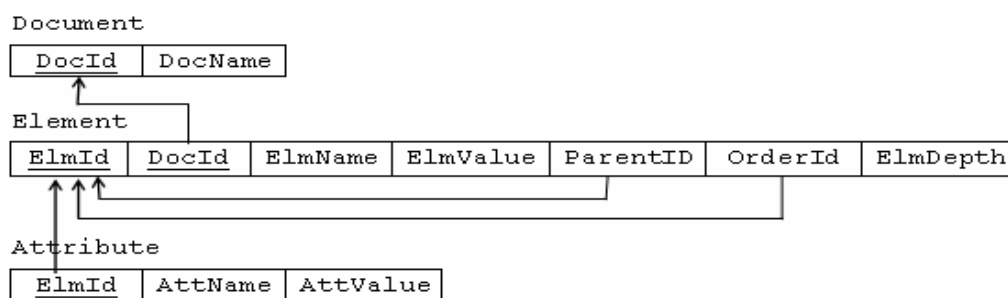 Document
DocId DocName
Element
ElmId DocId ElmName ElmValue ParentID OrderId ElmDepth
Attribute
ElmId AttName AttValue